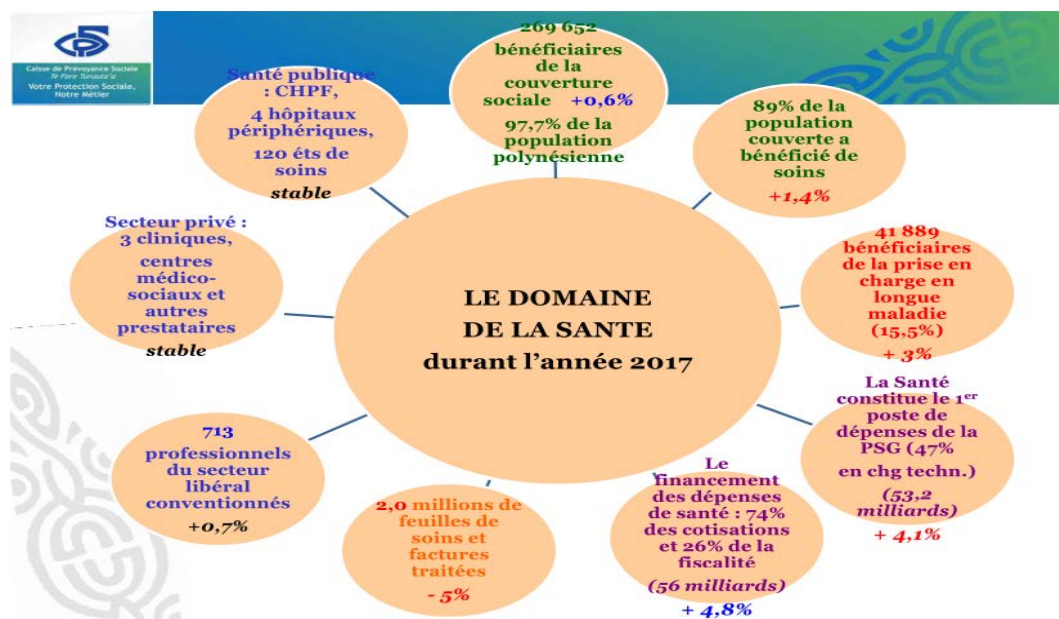 Caisse de Prévoyance Sociale
Te Fare Turuuta'a
Votre Protection Sociale,
Notre Métier
269 652
bénéficiaires
de la
couverture
sociale +0,6%
97,7% de la
population
polynésienne
89% de la
population
couverte a
bénéficié de
soins
+1,4%
41 889
bénéficiaires
de la prise en
charge en
longue
maladie
(15,5%)
+ 3%
La Santé
constitue le 1er
poste de
dépenses de la
PSG (47%
en chg techn.)
(53,2
milliards)
+ 4,1%
Le
financement
des dépenses
de santé : 74%
des cotisations
et 26% de la
fiscalité
(56 milliards)
+ 4,8%
2,0 millions de
feuilles de
soins et
factures
traitées
- 5%
713
professionnels
du secteur
libéral
conventionnés
+0,7%
Secteur privé :
3 cliniques,
centres
médico-
sociaux et
autres
prestataires
stable
Santé publique
: CHPF,
4 hôpitaux
périphériques,
120 éts de
soins
stable
LE DOMAINE
DE LA SANTE
durant l'année 2017